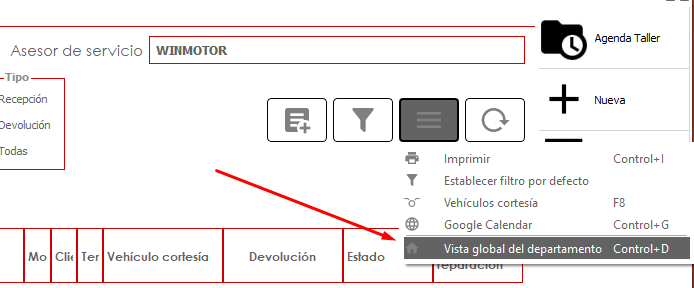 Asesor de servicio WINMOTOR
Agenda Taller
Tipo
Recepción
Devolución
Todas
Nueva
Imprimir Control+I
Establecer filtro por defecto
Vehículos cortesía F8
Google Calendar Control+G
Vista global del departamento Control+D
Mo Clie Ter Vehículo cortesía Devolución Estado
reparación